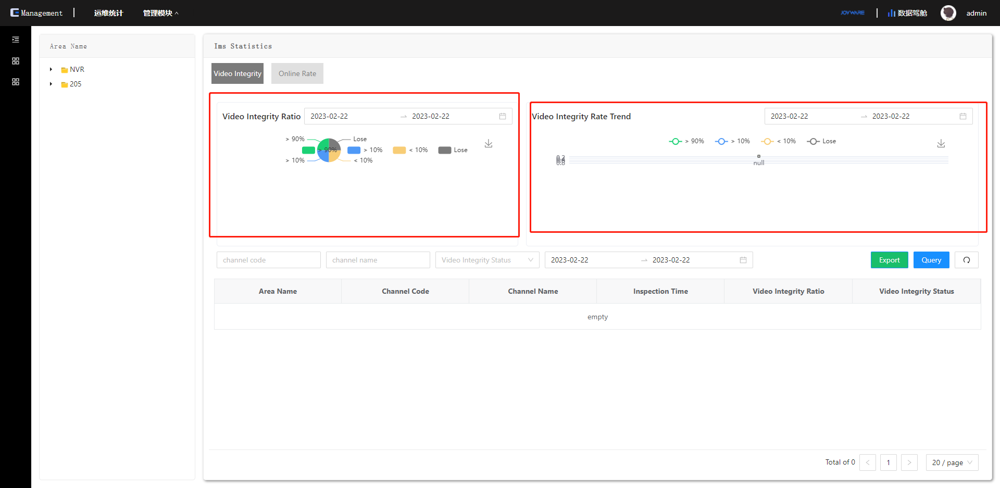 Management
运维统计
管理模块
JOYWARE
数据驾舱
admin
Area Name
NVR
205
Ims Statistics
Video Integrity
Online Rate
Video Integrity Ratio
2023-02-22
2023-02-22
> 90%
Lose
> 10%
< 10%
> 90%
> 10%
< 10%
Lose
Video Integrity Rate Trend
2023-02-22
2023-02-22
> 90%
> 10%
< 10%
Lose
0.2
0.8
null
channel code
channel name
Video Integrity Status
2023-02-22
2023-02-22
Export
Query
Area Name
Channel Code
Channel Name
Inspection Time
Video Integrity Ratio
Video Integrity Status
empty
Total of 0
<
1
>
20 / page